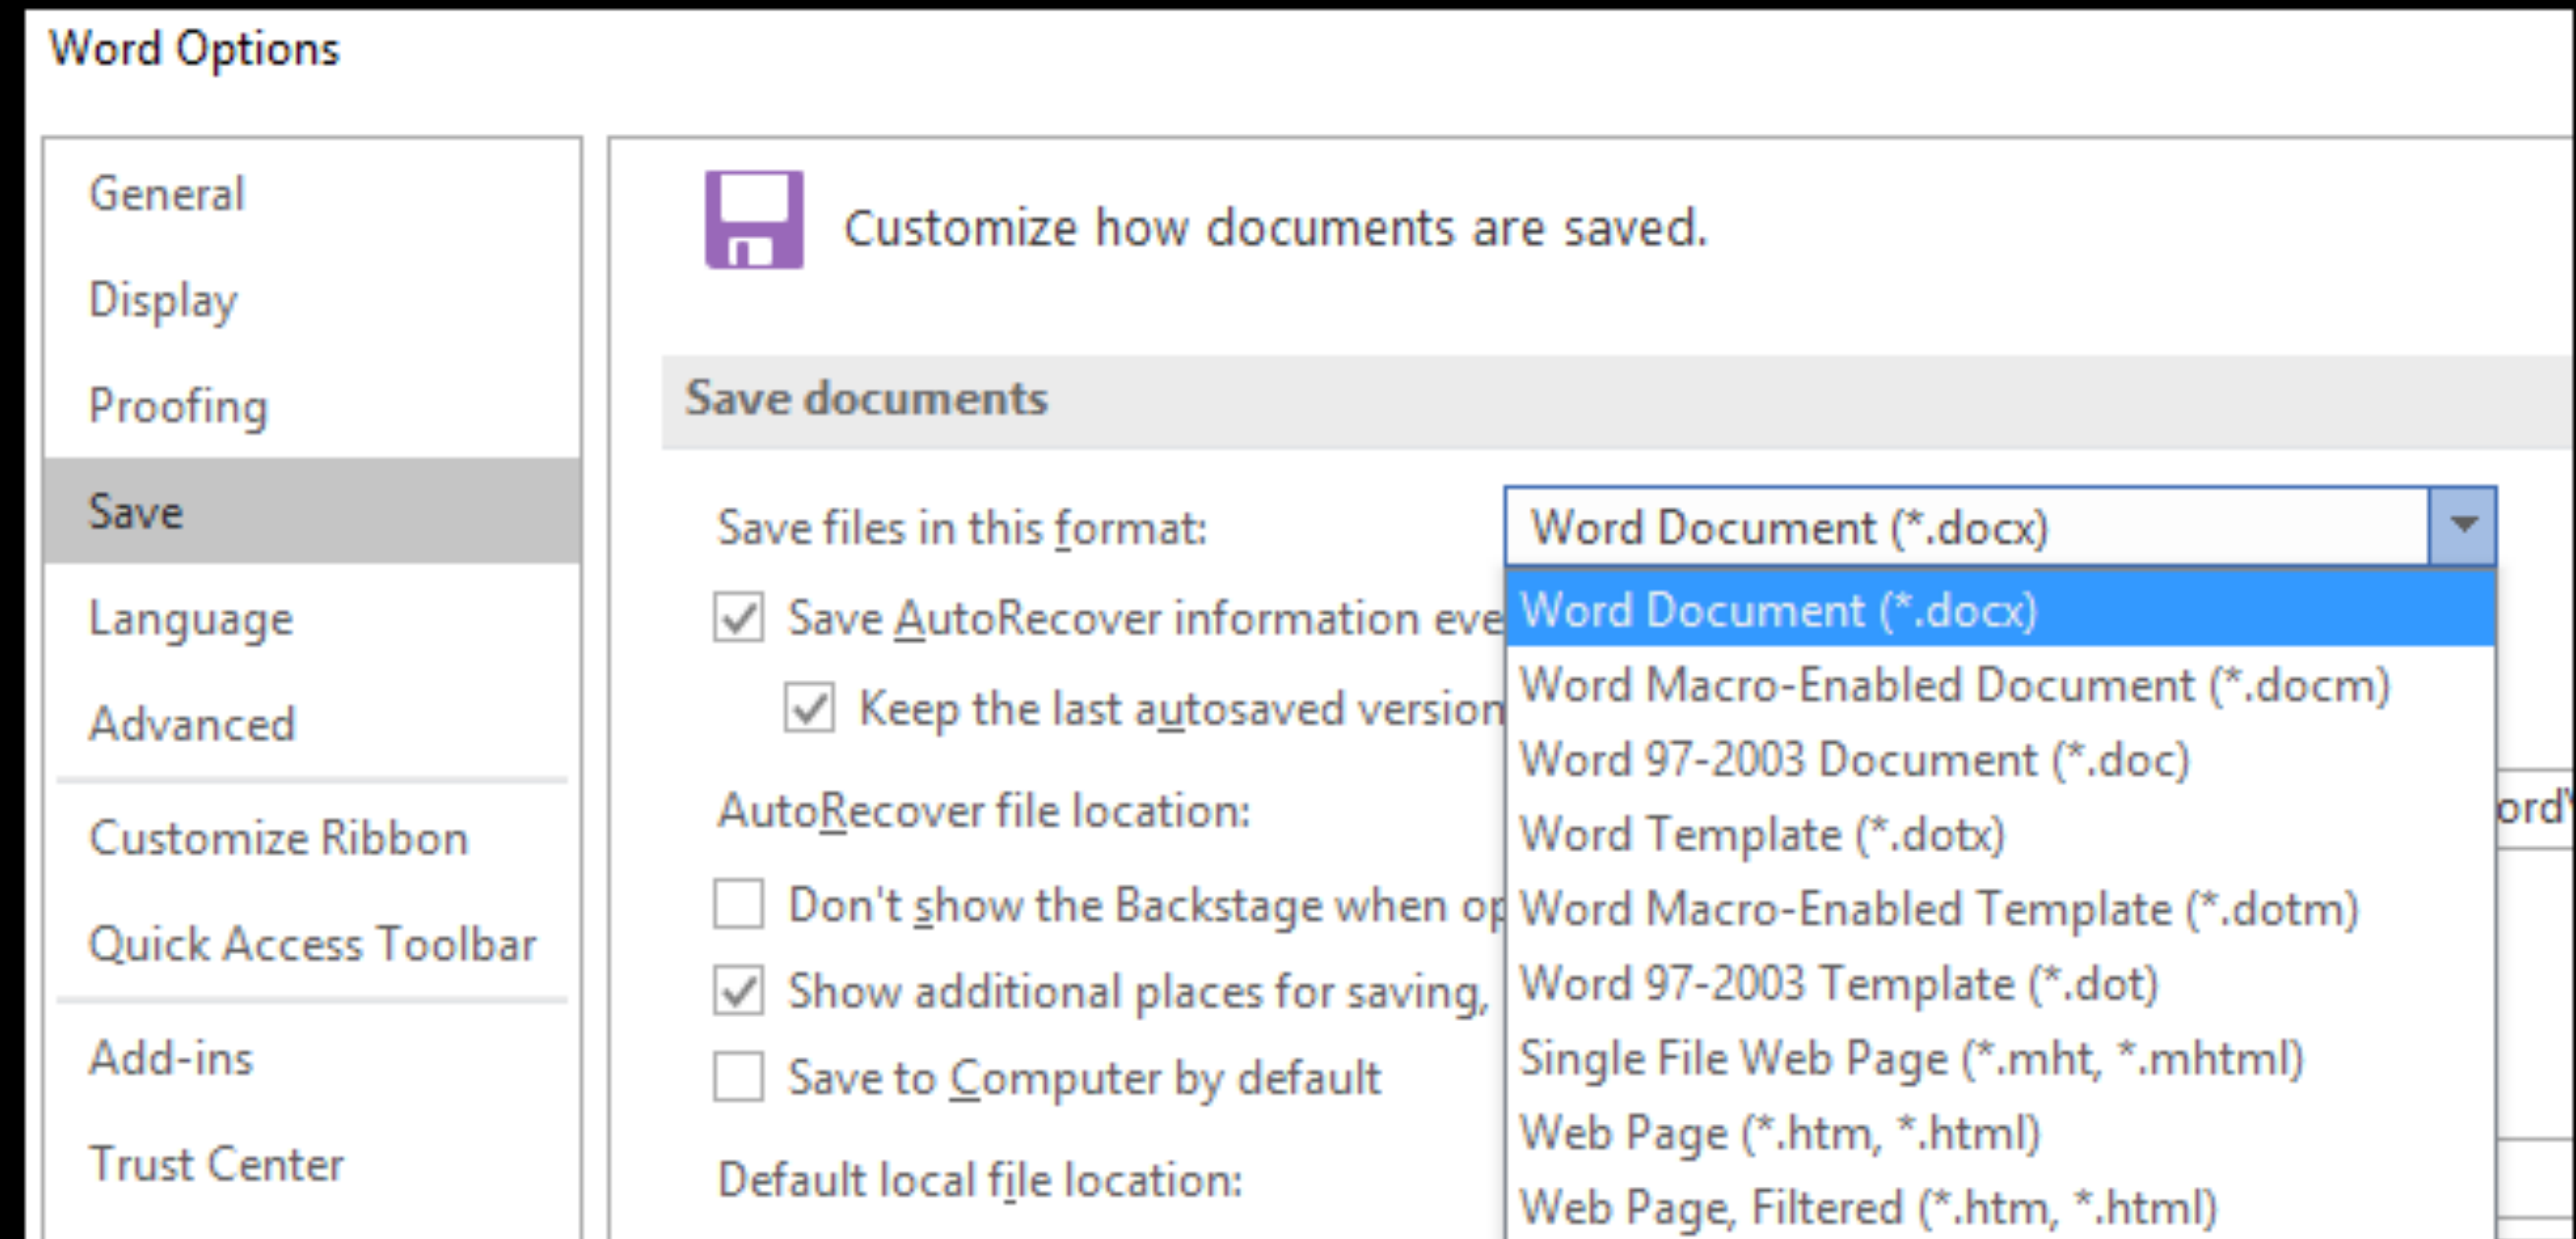 Word Options
General
Display
Proofing
Save
Language
Advanced
Customize Ribbon
Quick Access Toolbar
Add-ins
Trust Center
Customize how documents are saved.
Save documents
Save files in this format:
Word Document (*.docx)
Save AutoRecover information eve
Keep the last autosaved version
AutoRecover file location:
Don't show the Backstage when op
Show additional places for saving,
Save to Computer by default
Default local file location:
Word Document (*.docx)
Word Macro-Enabled Document (*.docm)
Word 97-2003 Document (*.doc)
Word Template (*.dotx)
Word Macro-Enabled Template (*.dotm)
Word 97-2003 Template (*.dot)
Single File Web Page (*.mht, *.mhtml)
Web Page (*.htm, *.html)
Web Page, Filtered (*.htm, *.html)
ord\